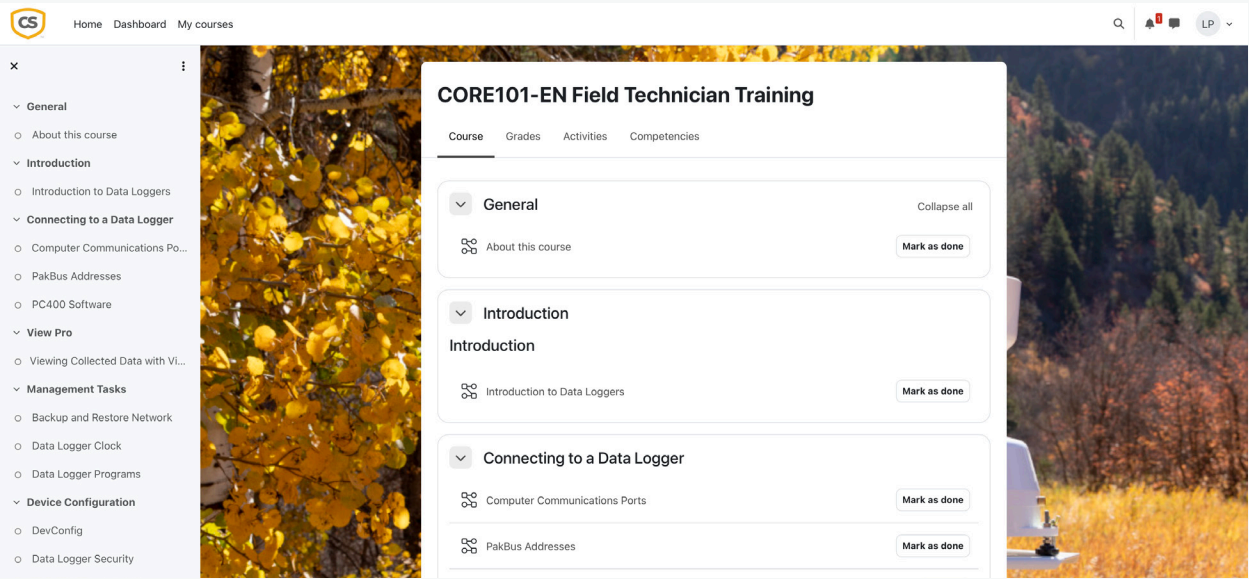 CS
Home Dashboard My courses
1
LP
General
About this course
Introduction
Introduction to Data Loggers
Connecting to a Data Logger
Computer Communications Po...
PakBus Addresses
PC400 Software
View Pro
Viewing Collected Data with Vi...
Management Tasks
Backup and Restore Network
Data Logger Clock
Data Logger Programs
Device Configuration
DevConfig
Data Logger Security
CORE101-EN Field Technician Training
Course Grades Activities Competencies
General
Collapse all
About this course
Mark as done
Introduction
Introduction
Introduction to Data Loggers
Mark as done
Connecting to a Data Logger
Computer Communications Ports
Mark as done
PakBus Addresses
Mark as done